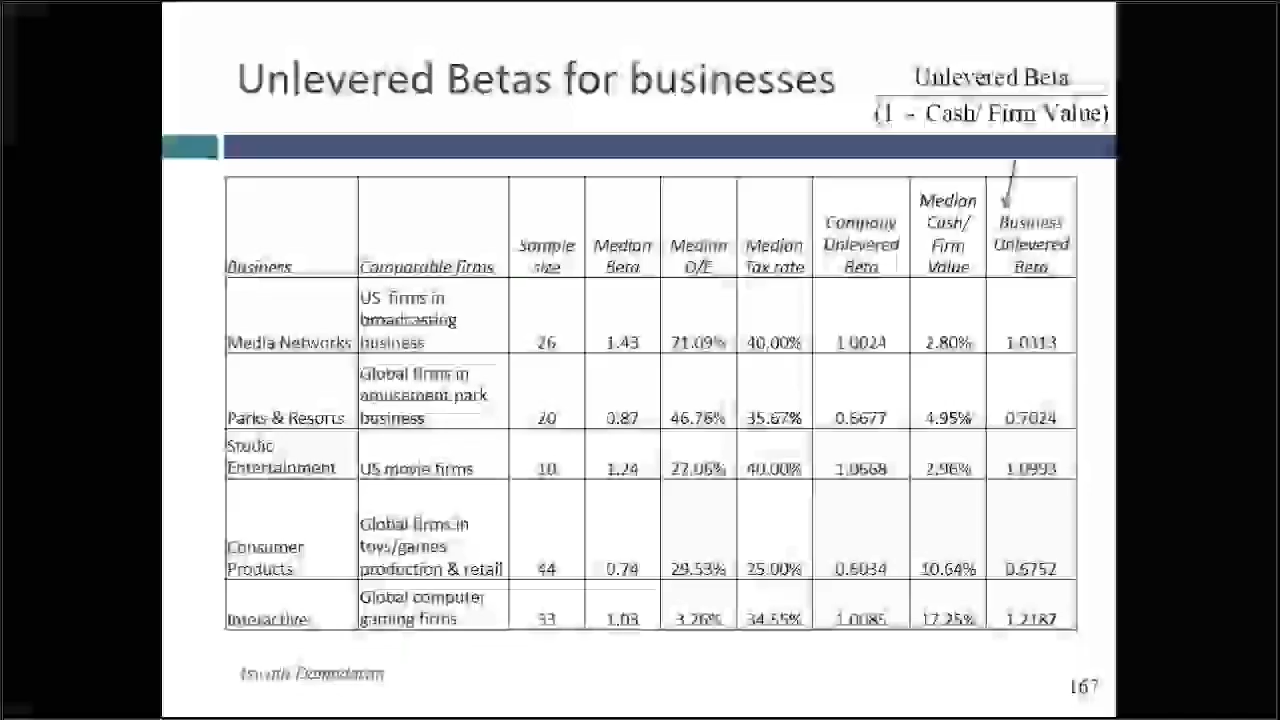 Unlevered Betas for businesses
Unlevered Beta
(1 - Cash/ Firm Value)
Business Comparable firms Sample size Median Beta Median D/E Median Tax rate Company Unlevered Beta Median Cash/ Firm Value Business Unlevered Beta
Media Networks US firms in broadcasting business 26 1.43 71.09% 40.00% 1.0024 2.80% 1.0313
Parks & Resorts Global firms in amusement park business 20 0.87 46.76% 35.67% 0.6677 4.95% 0.7024
Studio Entertainment US movie firms 10 1.24 27.06% 40.00% 1.0668 2.96% 1.0993
Consumer Products Global firms in toys/games production & retail 44 0.74 29.53% 25.00% 0.6034 10.64% 0.6752
Interactive Global computer gaming firms 33 1.03 3.26% 34.55% 1.0085 17.25% 1.2187
Aswath Damodaran
167